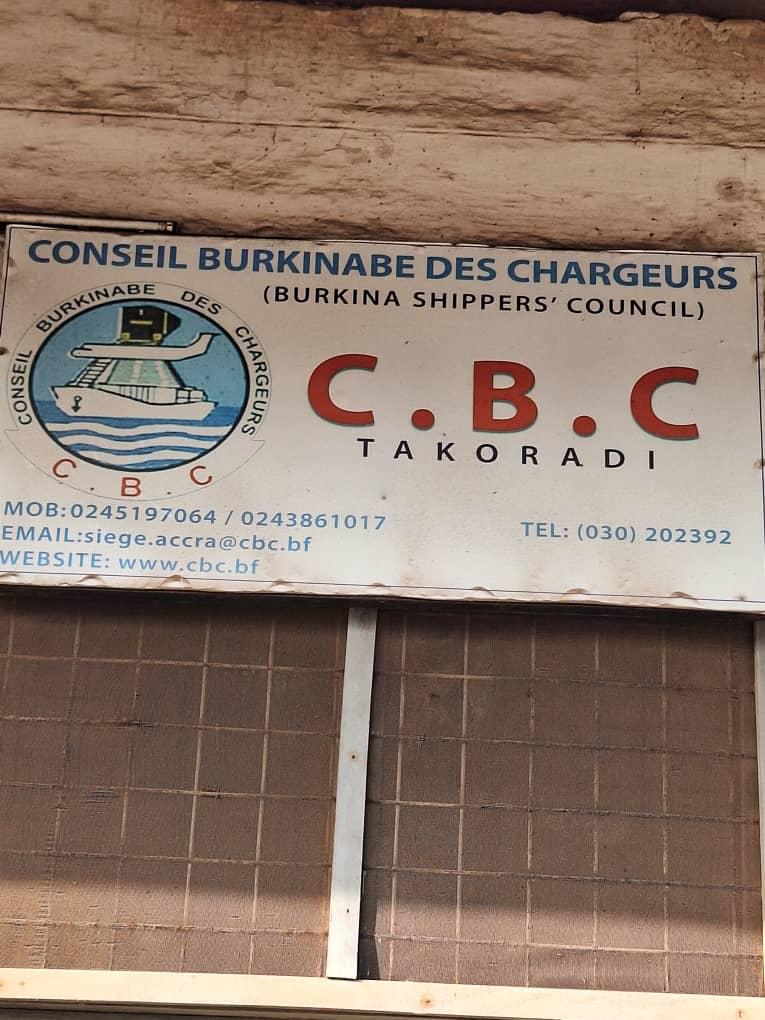 CONSEIL BURKINABE DES CHARGEURS
(BURKINA SHIPPERS' COUNCIL)
CONSEIL BURKINABE DES CHARGEURS
C . B . C
C . B . C
TAKORADI
MOB:0245197064 / 0243861017
TEL: (030) 202392
EMAIL:siege.accra@cbc.bf
WEBSITE: www.cbc.bf